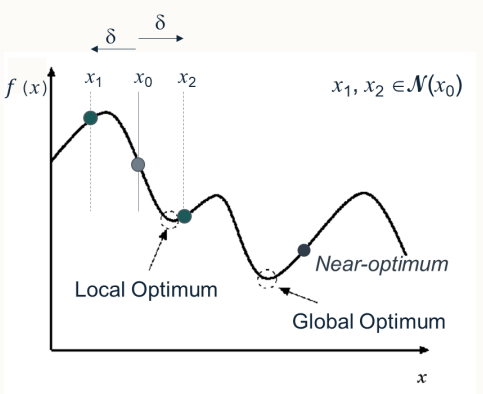 δ
δ
f (x)
x₁
x₀
x₂
x₁, x₂ ∈𝒩(x₀)
Near-optimum
Local Optimum
Global Optimum
x